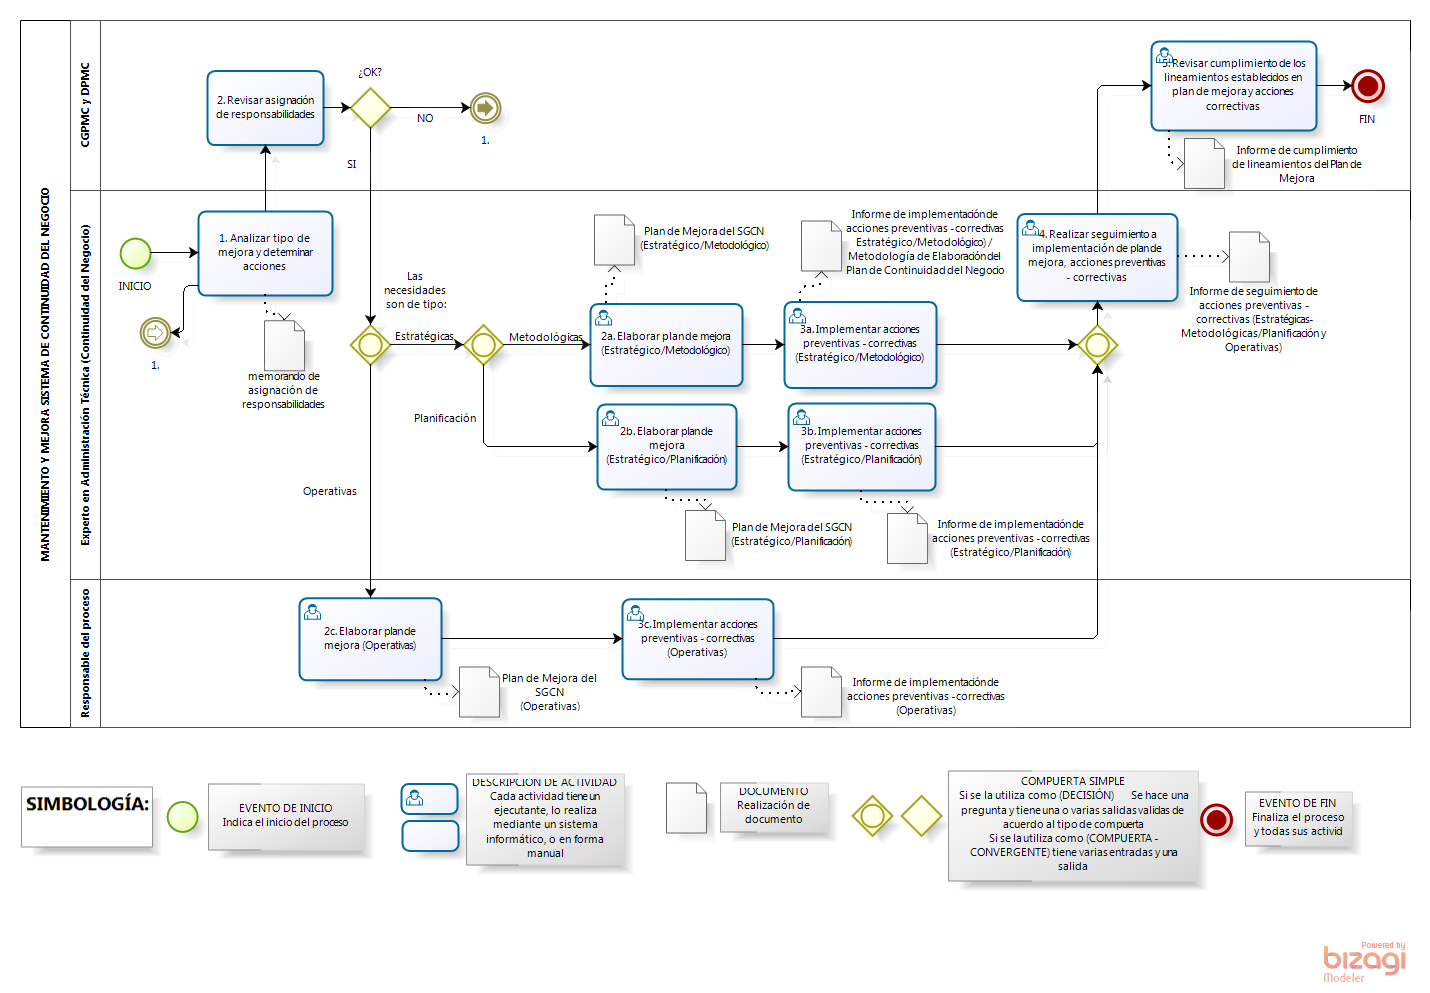 MANTENIMIENTO Y MEJORA SISTEMA DE CONTINUIDAD DEL NEGOCIO
CGPMC y DPMC
2. Revisar asignación
de responsabilidades
¿OK?
NO
1.
SI
5. Revisar cumplimiento de los
lineamientos establecidos en
plan de mejora y acciones
correctivas
FIN
Informe de cumplimiento
de lineamientos del Plan de
Mejora
Experto en Administración Técnica (Continuidad del Negocio)
INICIO
1. Analizar tipo de
mejora y determinar
acciones
1.
memorando de
asignación de
responsabilidades
Las
necesidades
son de tipo:
Estratégicas
Metodológicas
Planificación
Operativas
Plan de Mejora del SGCN
(Estratégico/Metodológico)
2a. Elaborar plan de mejora
(Estratégico/Metodológico)
Informe de implementación de
acciones preventivas - correctivas
Estratégico/Metodológico) /
Metodología de Elaboración del
Plan de Continuidad del Negocio
3a. Implementar acciones
preventivas - correctivas
(Estratégico/Metodológico)
2b. Elaborar plan de
mejora
(Estratégico/Planificación)
3b. Implementar acciones
preventivas - correctivas
(Estratégico/Planificación)
Plan de Mejora del SGCN
(Estratégico/Planificación)
Informe de implementación de
acciones preventivas - correctivas
(Estratégico/Planificación)
4. Realizar seguimiento a
implementación de plan de
mejora, acciones preventivas
- correctivas
Informe de seguimiento de
acciones preventivas -
correctivas (Estratégicas-
Metodológicas/Planificación y
Operativas)
Responsable del proceso
2c. Elaborar plan de
mejora (Operativas)
Plan de Mejora del
SGCN
(Operativas)
3c. Implementar acciones
preventivas - correctivas
(Operativas)
Informe de implementación de
acciones preventivas - correctivas
(Operativas)
SIMBOLOGÍA:
EVENTO DE INICIO
Indica el inicio del proceso
DESCRIPCIÓN DE ACTIVIDAD
Cada actividad tiene un
ejecutante, lo realiza
mediante un sistema
informático, o en forma
manual
DOCUMENTO
Realización de
documento
COMPUERTA SIMPLE
Si se la utiliza como (DECISIÓN) Se hace una
pregunta y tiene una o varias salidas validas de
acuerdo al tipo de compuerta
Si se la utiliza como (COMPUERTA -
CONVERGENTE) tiene varias entradas y una
salida
EVENTO DE FIN
Finaliza el proceso
y todas sus activid
Powered by
bizagi
Modeler